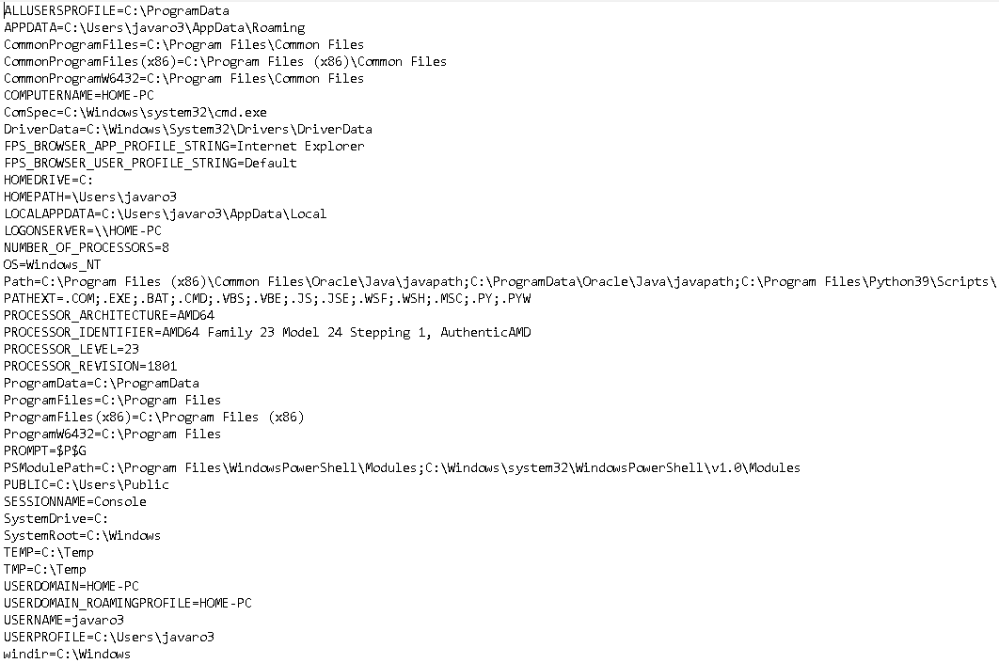 ALLUSERSPROFILE=C:\ProgramData
APPDATA=C:\Users\javaro3\AppData\Roaming
CommonProgramFiles=C:\Program Files\Common Files
CommonProgramFiles(x86)=C:\Program Files (x86)\Common Files
CommonProgramW6432=C:\Program Files\Common Files
COMPUTERNAME=HOME-PC
ComSpec=C:\Windows\system32\cmd.exe
DriverData=C:\Windows\System32\Drivers\DriverData
FPS_BROWSER_APP_PROFILE_STRING=Internet Explorer
FPS_BROWSER_USER_PROFILE_STRING=Default
HOMEDRIVE=C:
HOMEPATH=\Users\javaro3
LOCALAPPDATA=C:\Users\javaro3\AppData\Local
LOGONSERVER=\\HOME-PC
NUMBER_OF_PROCESSORS=8
OS=Windows_NT
Path=C:\Program Files (x86)\Common Files\Oracle\Java\javapath;C:\ProgramData\Oracle\Java\javapath;C:\Program Files\Python39\Scripts\
PATHEXT=.COM;.EXE;.BAT;.CMD;.VBS;.VBE;.JS;.JSE;.WSF;.WSH;.MSC;.PY;.PYW
PROCESSOR_ARCHITECTURE=AMD64
PROCESSOR_IDENTIFIER=AMD64 Family 23 Model 24 Stepping 1, AuthenticAMD
PROCESSOR_LEVEL=23
PROCESSOR_REVISION=1801
ProgramData=C:\ProgramData
ProgramFiles=C:\Program Files
ProgramFiles(x86)=C:\Program Files (x86)
ProgramW6432=C:\Program Files
PROMPT=$P$G
PSModulePath=C:\Program Files\WindowsPowerShell\Modules;C:\Windows\system32\WindowsPowerShell\v1.0\Modules
PUBLIC=C:\Users\Public
SESSIONNAME=Console
SystemDrive=C:
SystemRoot=C:\Windows
TEMP=C:\Temp
TMP=C:\Temp
USERDOMAIN=HOME-PC
USERDOMAIN_ROAMINGPROFILE=HOME-PC
USERNAME=javaro3
USERPROFILE=C:\Users\javaro3
windir=C:\Windows